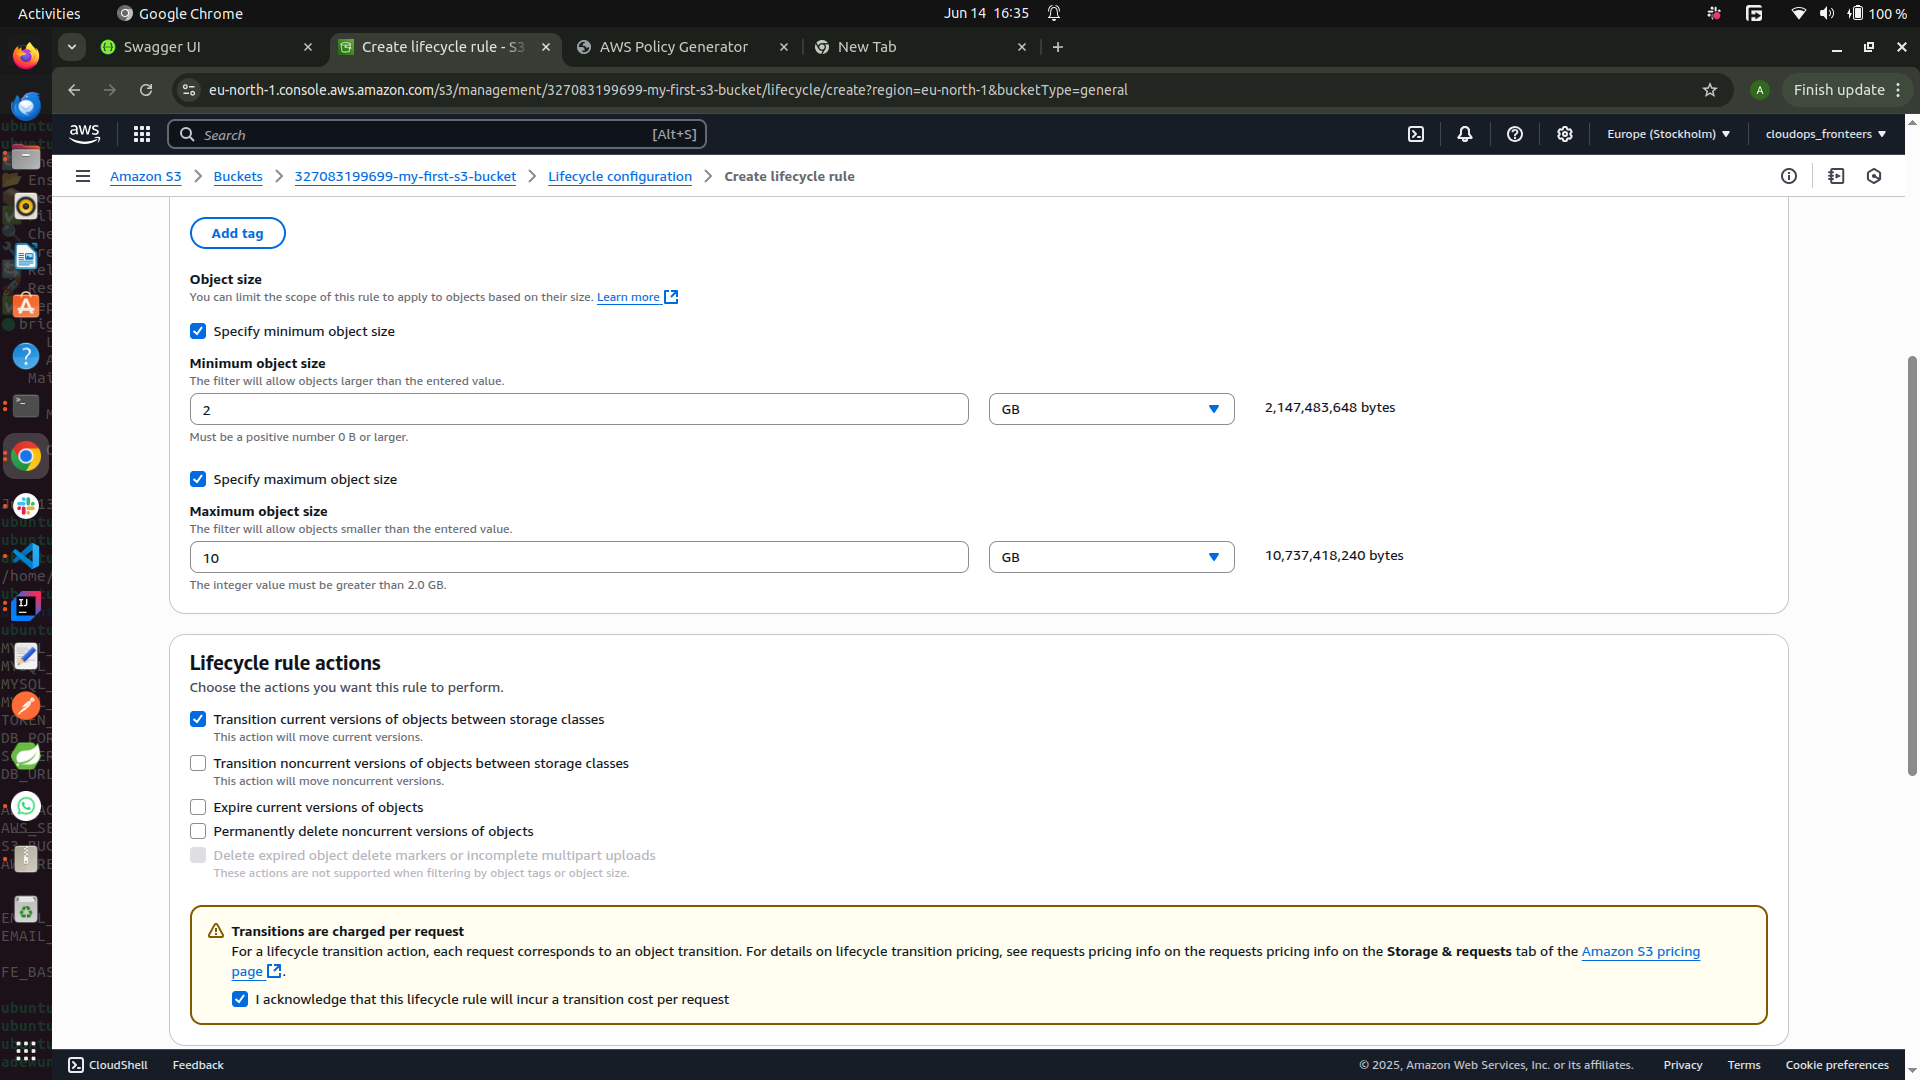 Activities Google Chrome Jun 14 16:35 100 %
Swagger UI Create lifecycle rule - S3 AWS Policy Generator New Tab
eu-north-1.console.aws.amazon.com/s3/management/327083199699-my-first-s3-bucket/lifecycle/create?region=eu-north-1&bucketType=general A Finish update
aws Search [Alt+S] Europe (Stockholm) cloudops_fronteers
Amazon S3 Buckets 327083199699-my-first-s3-bucket Lifecycle configuration Create lifecycle rule
Add tag
Object size
You can limit the scope of this rule to apply to objects based on their size. Learn more
Specify minimum object size
Minimum object size
The filter will allow objects larger than the entered value.
2 GB 2,147,483,648 bytes
Must be a positive number 0 B or larger.
Specify maximum object size
Maximum object size
The filter will allow objects smaller than the entered value.
10 GB 10,737,418,240 bytes
The integer value must be greater than 2.0 GB.
Lifecycle rule actions
Choose the actions you want this rule to perform.
Transition current versions of objects between storage classes
This action will move current versions.
Transition noncurrent versions of objects between storage classes
This action will move noncurrent versions.
Expire current versions of objects
Permanently delete noncurrent versions of objects
Delete expired object delete markers or incomplete multipart uploads
These actions are not supported when filtering by object tags or object size.
Transitions are charged per request
For a lifecycle transition action, each request corresponds to an object transition. For details on lifecycle transition pricing, see requests pricing info on the requests pricing info on the Storage & requests tab of the Amazon S3 pricing
page.
I acknowledge that this lifecycle rule will incur a transition cost per request
CloudShell Feedback © 2025, Amazon Web Services, Inc. or its affiliates. Privacy Terms Cookie preferences